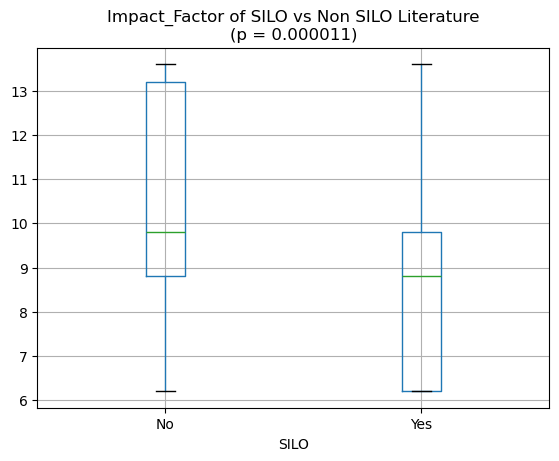 Impact_Factor of SILO vs Non SILO Literature
(p = 0.000011)
13
12
11
10
9
8
7
6
No
Yes
SILO